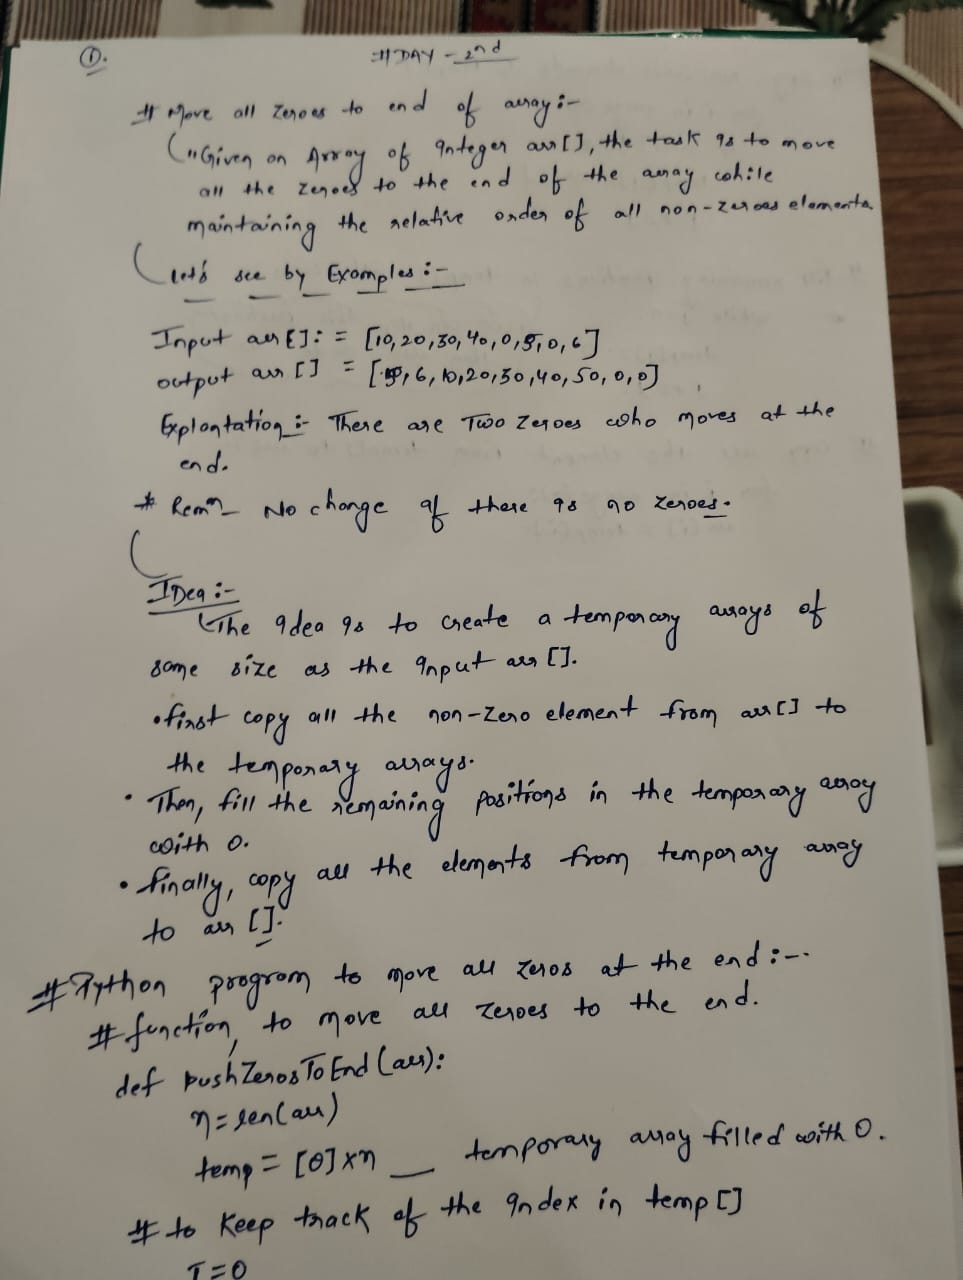 ①.
# DAY - 2nd
# Move all Zeroes to end of array :-
"Given an Array of Integer arr [], the task is to move
all the zeroes to the end of the array while
maintaining the relative order of all non-zeroes elements.
Let's see by Examples :-
Input arr []: = [10,20,30,40,0,5,0,6]
output arr [] = [6,10,20,30,40,50,0,0]
Explantation :- There are Two Zeroes who moves at the
end.
* Rem No change if there is no Zeroes.
IDea :-
The idea is to create a temporary arrays of
same size as the input arr [].
• first copy all the non-Zero element from arr [] to
the temporary arrays.
• Then, fill the remaining positions in the temporary array
with 0.
• finally, copy all the elements from temporary array
to arr [].
# Python program to move all zeros at the end :-
# function, to move all zeroes to the end.
def pushZerosToEnd (arr):
n = len(arr)
temp = [0]×n — temporary array filled with 0.
# to Keep track of the index in temp []
I = 0